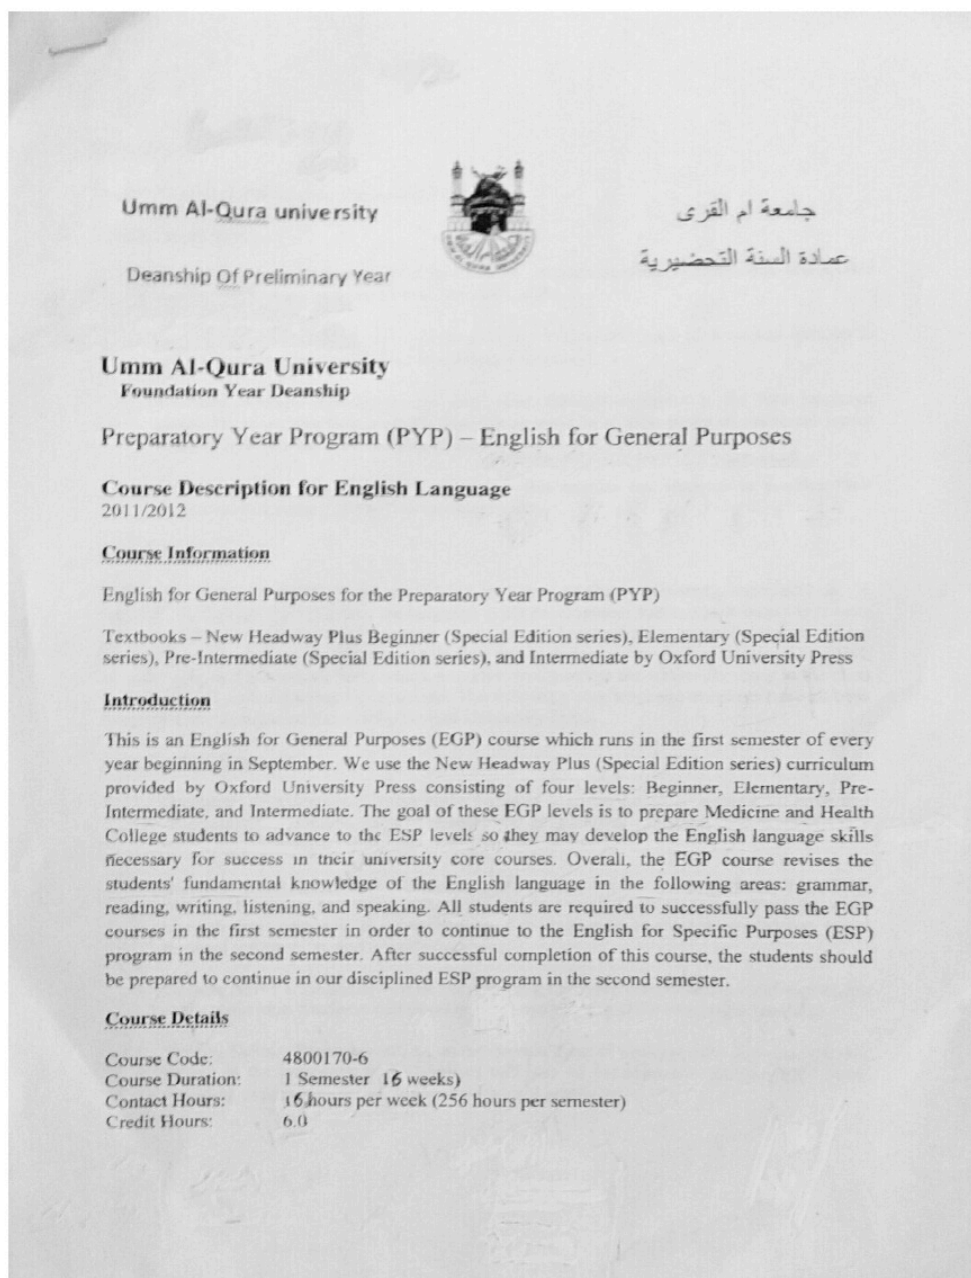 Umm Al-Qura university
جامعة ام القرى
Deanship Of Preliminary Year
عمادة السنة التحضيرية
Umm Al-Qura University
Foundation Year Deanship
Preparatory Year Program (PYP) – English for General Purposes
Course Description for English Language
2011/2012
Course Information
English for General Purposes for the Preparatory Year Program (PYP)
Textbooks – New Headway Plus Beginner (Special Edition series), Elementary (Special Edition
series), Pre-Intermediate (Special Edition series), and Intermediate by Oxford University Press
Introduction
This is an English for General Purposes (EGP) course which runs in the first semester of every
year beginning in September. We use the New Headway Plus (Special Edition series) curriculum
provided by Oxford University Press consisting of four levels: Beginner, Elementary, Pre-
Intermediate, and Intermediate. The goal of these EGP levels is to prepare Medicine and Health
College students to advance to the ESP levels so they may develop the English language skills
necessary for success in their university core courses. Overall, the EGP course revises the
students' fundamental knowledge of the English language in the following areas: grammar,
reading, writing, listening, and speaking. All students are required to successfully pass the EGP
courses in the first semester in order to continue to the English for Specific Purposes (ESP)
program in the second semester. After successful completion of this course, the students should
be prepared to continue in our disciplined ESP program in the second semester.
Course Details
Course Code: 4800170-6
Course Duration: 1 Semester 16 weeks)
Contact Hours: 16 hours per week (256 hours per semester)
Credit Hours: 6.0